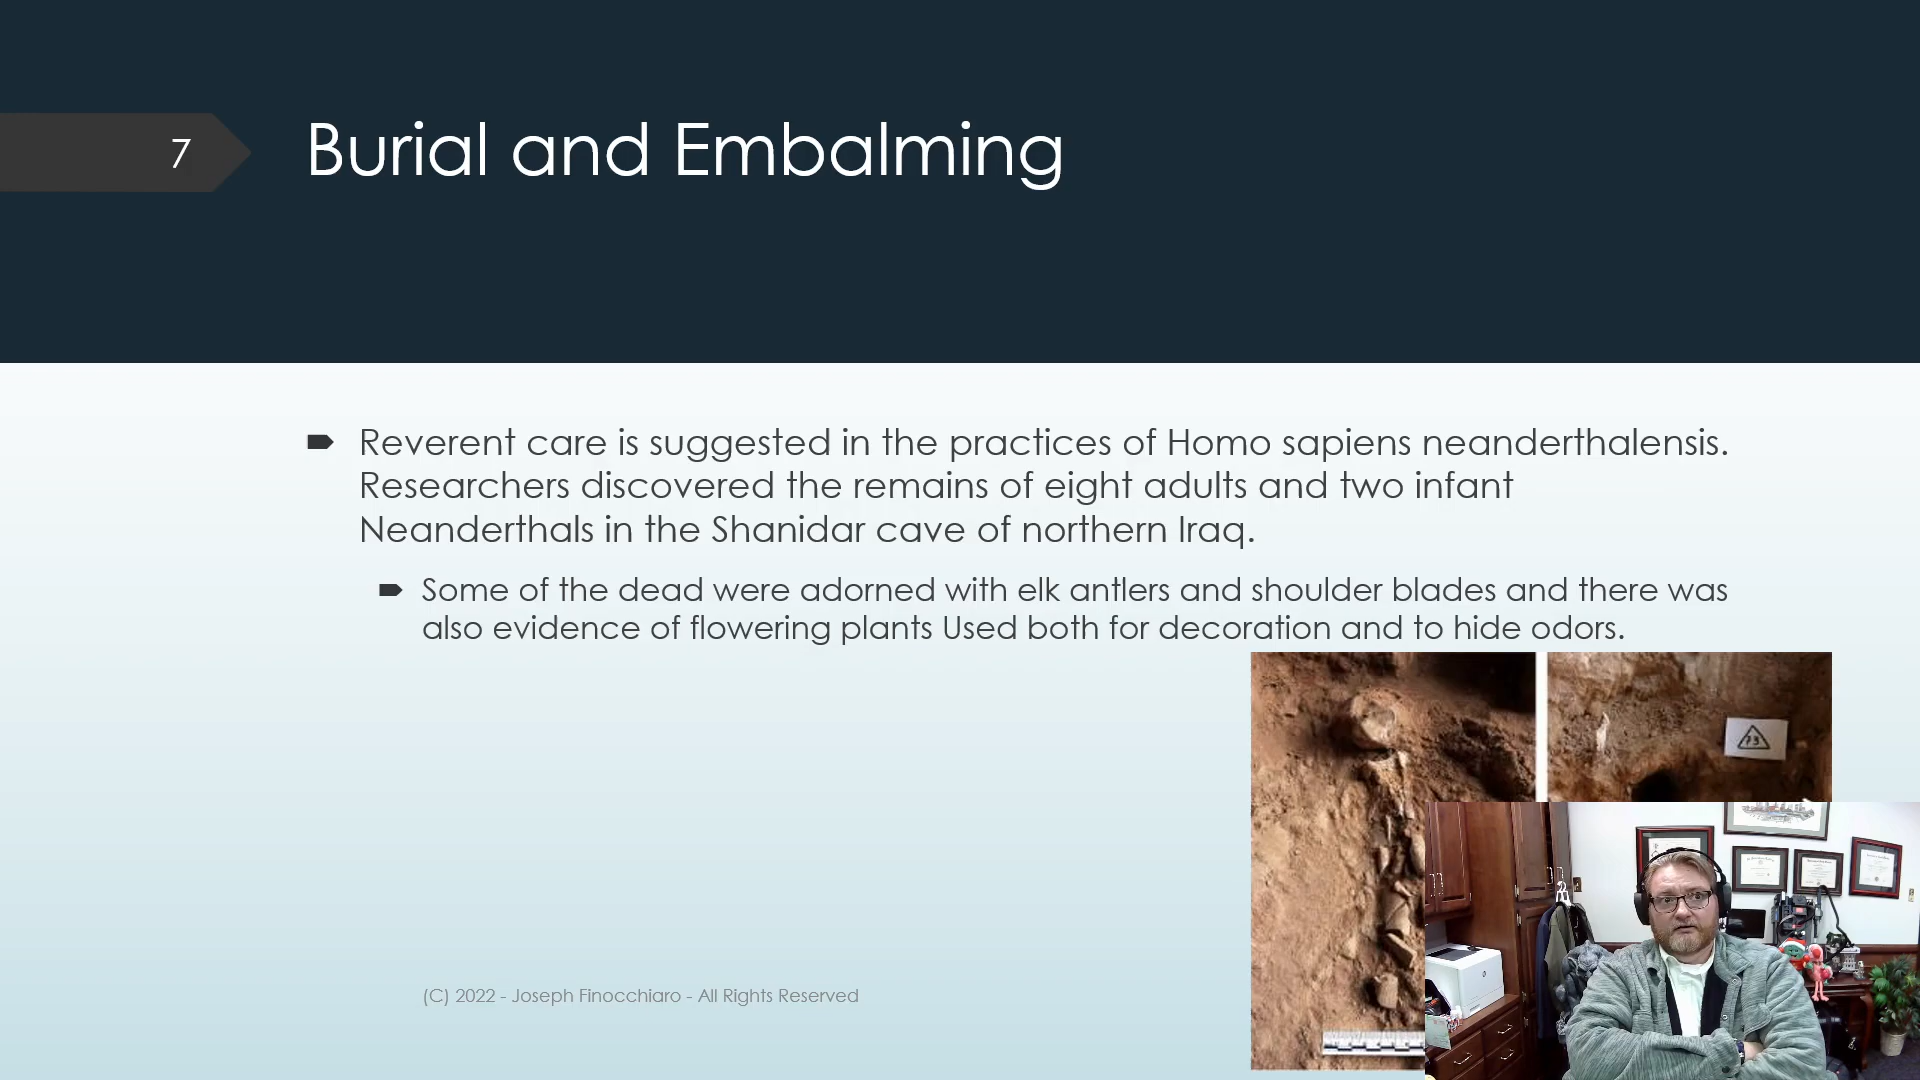 7
Burial and Embalming
Reverent care is suggested in the practices of Homo sapiens neanderthalensis.
Researchers discovered the remains of eight adults and two infant
Neanderthals in the Shanidar cave of northern Iraq.
Some of the dead were adorned with elk antlers and shoulder blades and there was
also evidence of flowering plants Used both for decoration and to hide odors.
73
(C) 2022 - Joseph Finocchiaro - All Rights Reserved